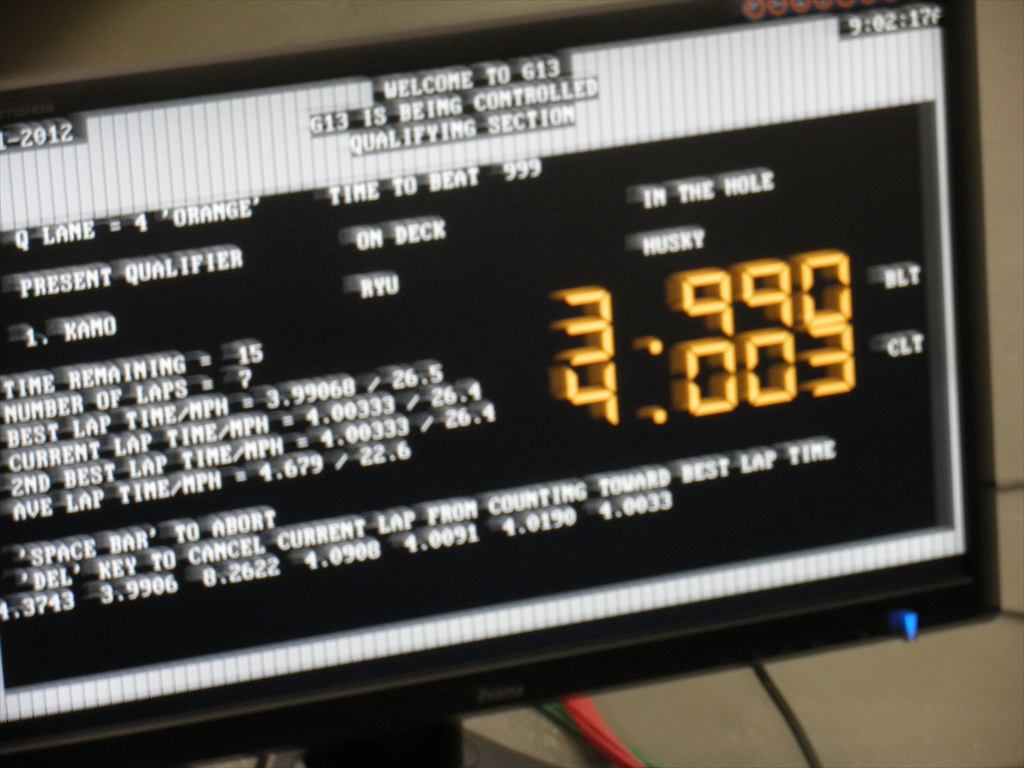 9:02:17P
1-2012
WELCOME TO G13
G13 IS BEING CONTROLLED
QUALIFYING SECTION
TIME TO BEAT 999
Q LANE = 4 'ORANGE'
ON DECK
IN THE HOLE
PRESENT QUALIFIER
RYU
HUSKY
1. KAMO
3.990 BLT
4.003 CLT
TIME REMAINING = 15
NUMBER OF LAPS = 7
BEST LAP TIME/MPH = 3.99068 / 26.5
CURRENT LAP TIME/MPH = 4.00333 / 26.4
2ND BEST LAP TIME/MPH = 4.00333 / 26.4
AVE LAP TIME/MPH = 4.679 / 22.6
'SPACE BAR' TO ABORT
'DEL' KEY TO CANCEL CURRENT LAP FROM COUNTING TOWARD BEST LAP TIME
4.3743 3.9906 8.2622 4.0908 4.0091 4.0190 4.0033